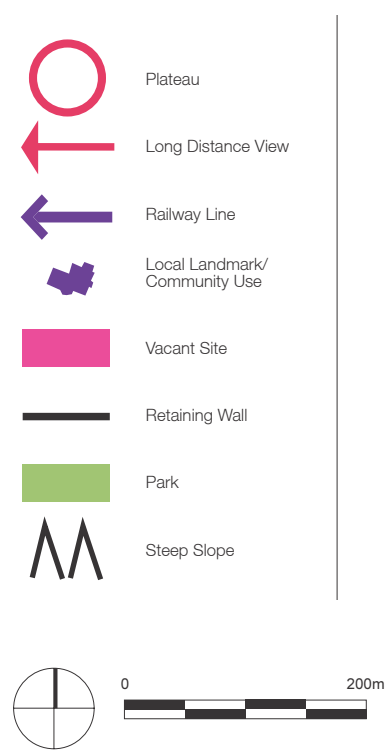 Plateau
Long Distance View
Railway Line
Local Landmark/
Community Use
Vacant Site
Retaining Wall
Park
Steep Slope
0 200m